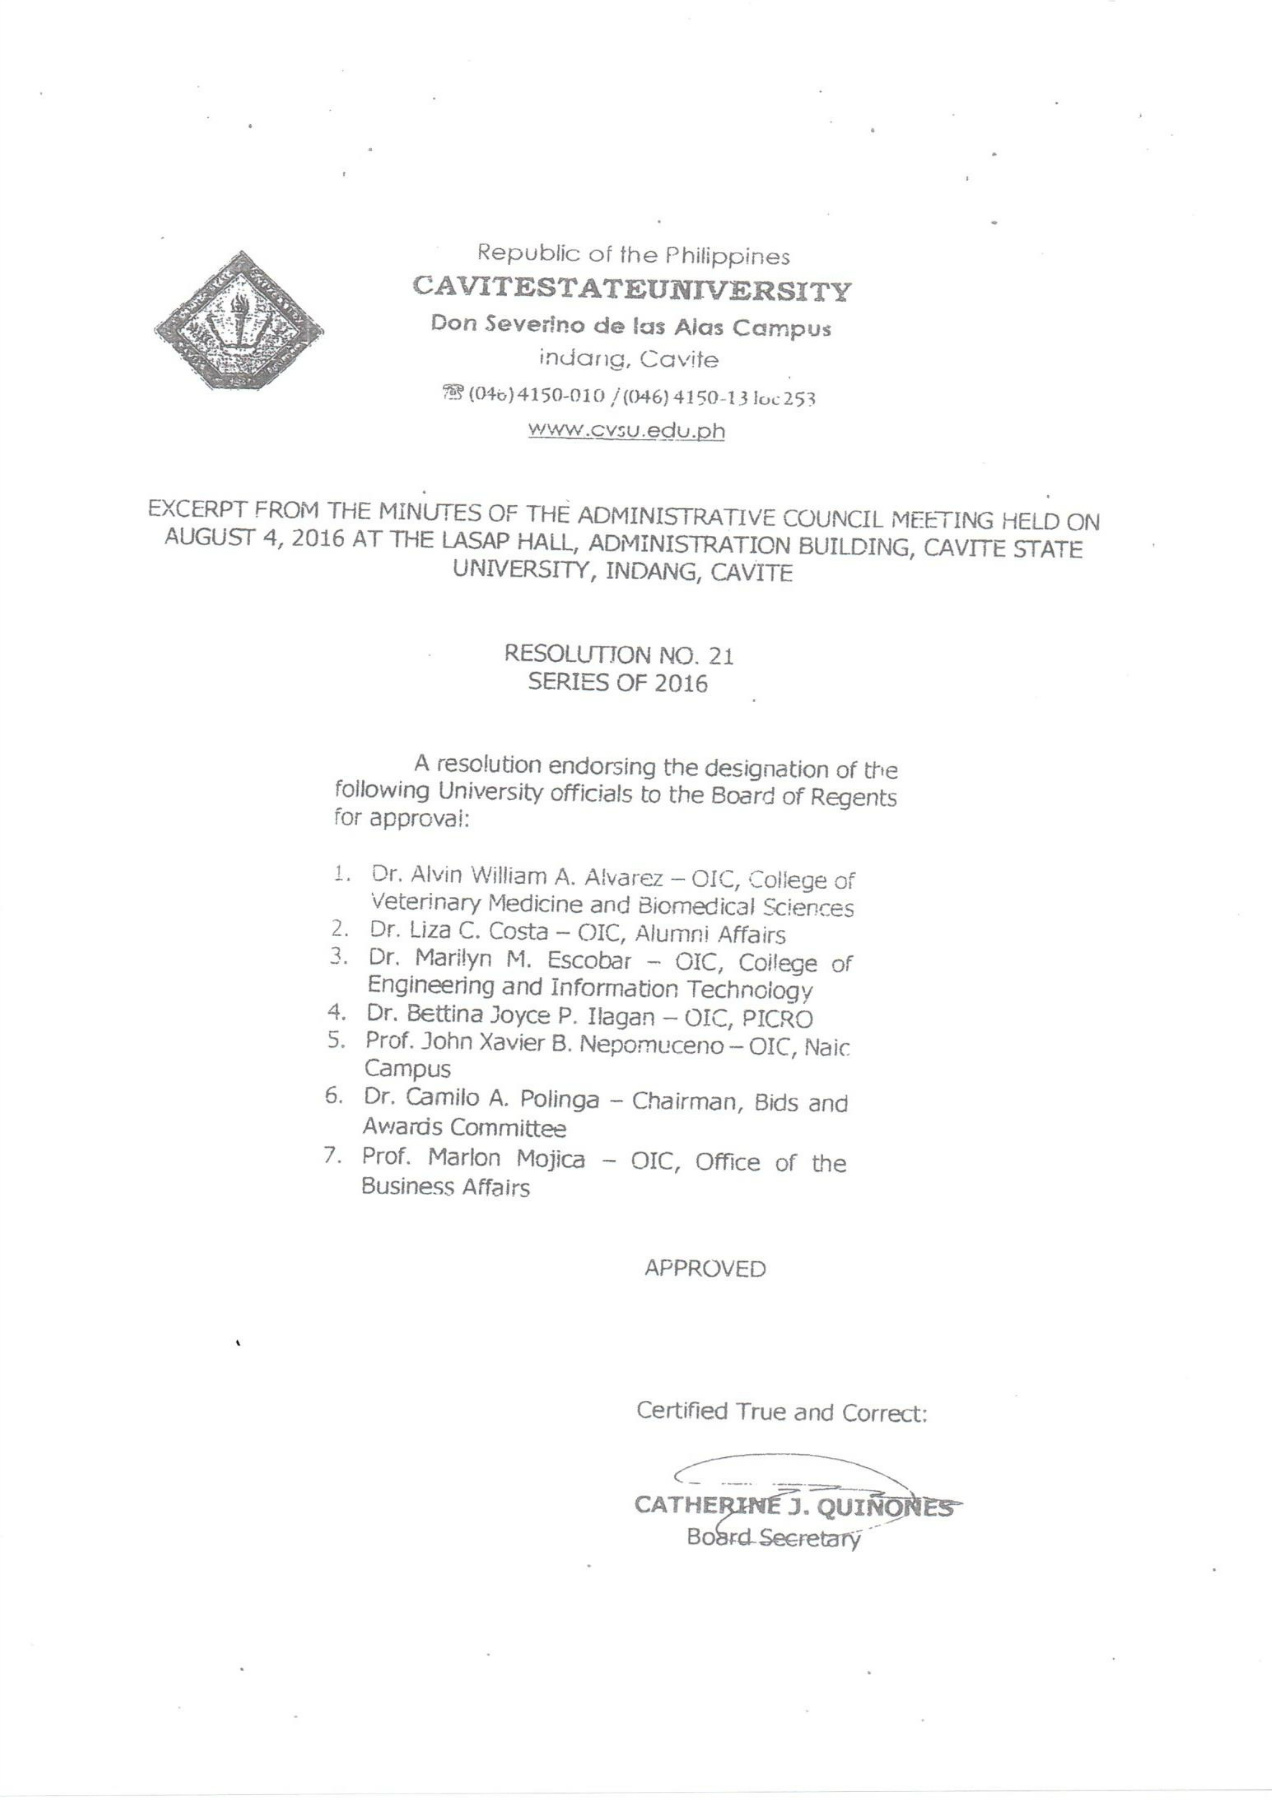 Republic of the Philippines
CAVITESTATEUNIVERSITY
Don Severino de las Alas Campus
indang, Cavite
☎ (046) 4150-010 / (046) 4150-13 loc 253
www.cvsu.edu.ph
EXCERPT FROM THE MINUTES OF THE ADMINISTRATIVE COUNCIL MEETING HELD ON
AUGUST 4, 2016 AT THE LASAP HALL, ADMINISTRATION BUILDING, CAVITE STATE
UNIVERSITY, INDANG, CAVITE
RESOLUTION NO. 21
SERIES OF 2016
A resolution endorsing the designation of the
following University officials to the Board of Regents
for approval:
1. Dr. Alvin William A. Alvarez – OIC, College of
Veterinary Medicine and Biomedical Sciences
2. Dr. Liza C. Costa – OIC, Alumni Affairs
3. Dr. Marilyn M. Escobar – OIC, College of
Engineering and Information Technology
4. Dr. Bettina Joyce P. Ilagan – OIC, PICRO
5. Prof. John Xavier B. Nepomuceno – OIC, Naic
Campus
6. Dr. Camilo A. Polinga – Chairman, Bids and
Awards Committee
7. Prof. Marlon Mojica – OIC, Office of the
Business Affairs
APPROVED
Certified True and Correct:
CATHERINE J. QUIÑONES
Board Secretary